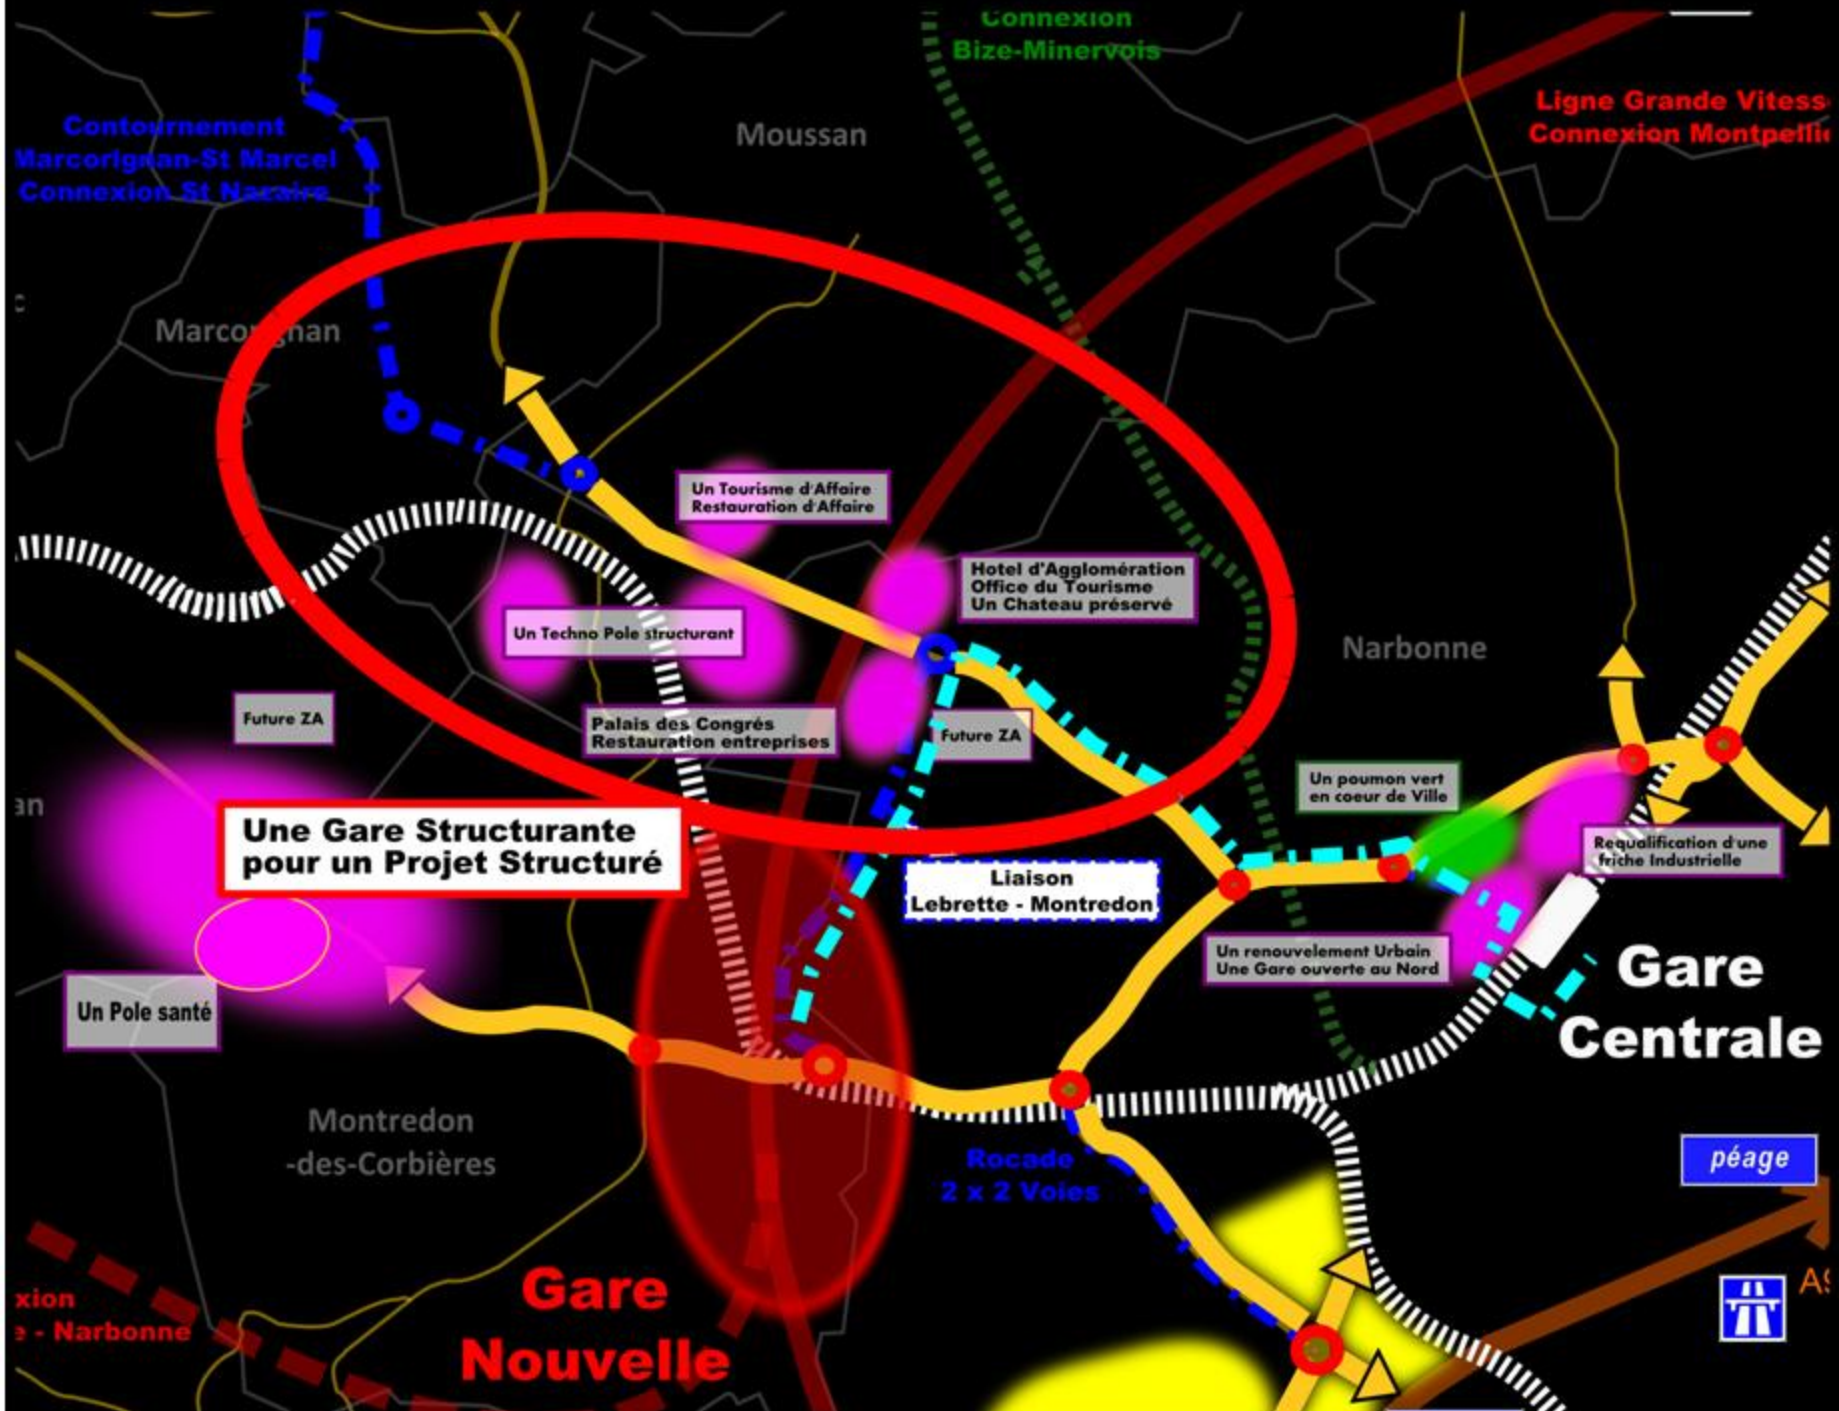 Connexion
Bize-Minervois
Ligne Grande Vitess
Connexion Montpelli
Contournement
Marcorignan-St Marcel
Connexion St Nazaire
Moussan
Marcorignan
Un Tourisme d'Affaire
Restauration d'Affaire
Hotel d'Agglomération
Office du Tourisme
Un Chateau préservé
Un Techno Pole structurant
Narbonne
Future ZA
Palais des Congrés
Restauration entreprises
Future ZA
Un poumon vert
en coeur de Ville
an
Une Gare Structurante
pour un Projet Structuré
Requalification d'une
friche Industrielle
Liaison
Lebrette - Montredon
Un renouvelement Urbain
Une Gare ouverte au Nord
Gare
Centrale
Un Pole santé
Montredon
-des-Corbières
Rocade
2 x 2 Voies
péage
Gare
Nouvelle
xion
e - Narbonne